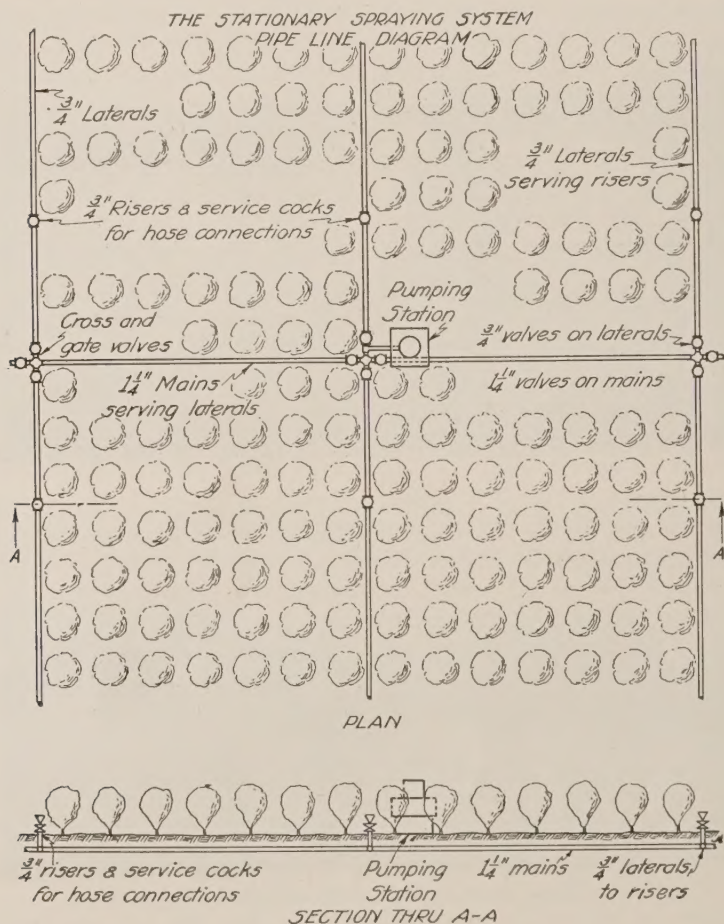 THE STATIONARY SPRAYING SYSTEM
PIPE LINE DIAGRAM
3/4" Laterals
3/4" Laterals
serving risers
3/4" Risers & service cocks
for hose connections
Pumping
Station
Cross and
gate valves
3/4" valves on laterals
1 1/4" Mains
serving laterals
1 1/4" valves on mains
A
A
PLAN
3/4" risers & service cocks
for hose connections
Pumping
Station
1 1/4" mains
3/4" laterals,
to risers
SECTION THRU A-A